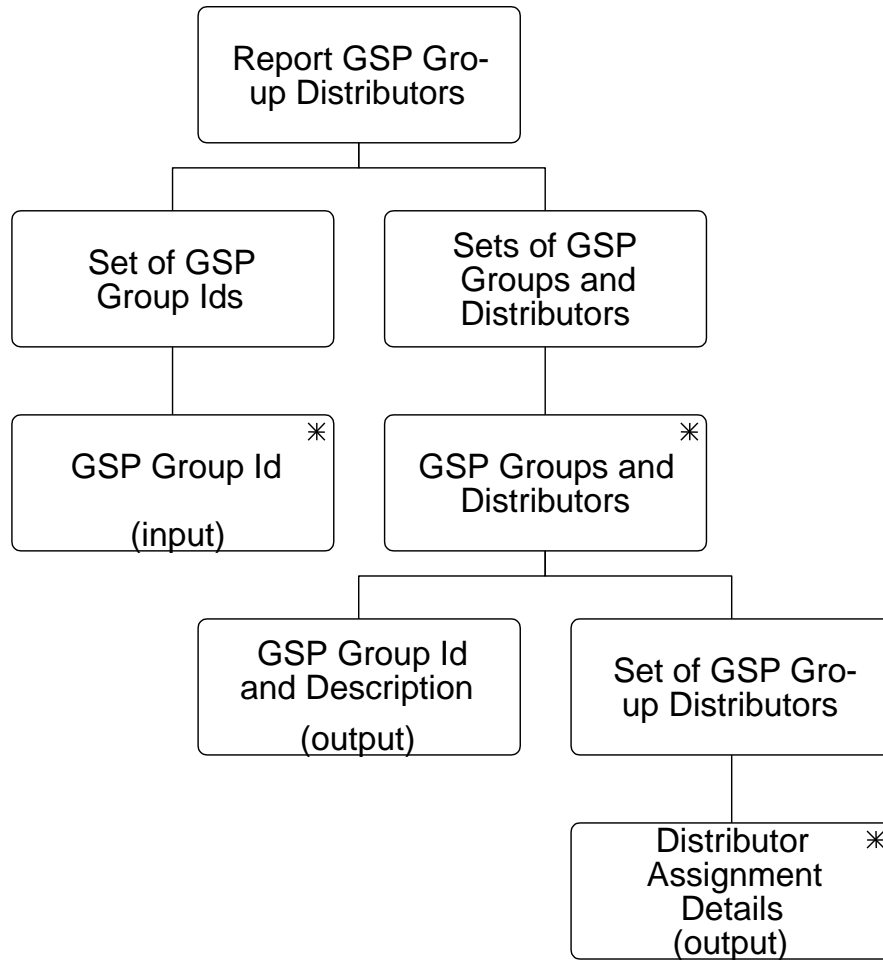 Report GSP Gro-
up Distributors
Set of GSP
Group Ids
Sets of GSP
Groups and
Distributors
GSP Group Id
(input)
GSP Groups and
Distributors
GSP Group Id
and Description
(output)
Set of GSP Gro-
up Distributors
Distributor
Assignment
Details
(output)